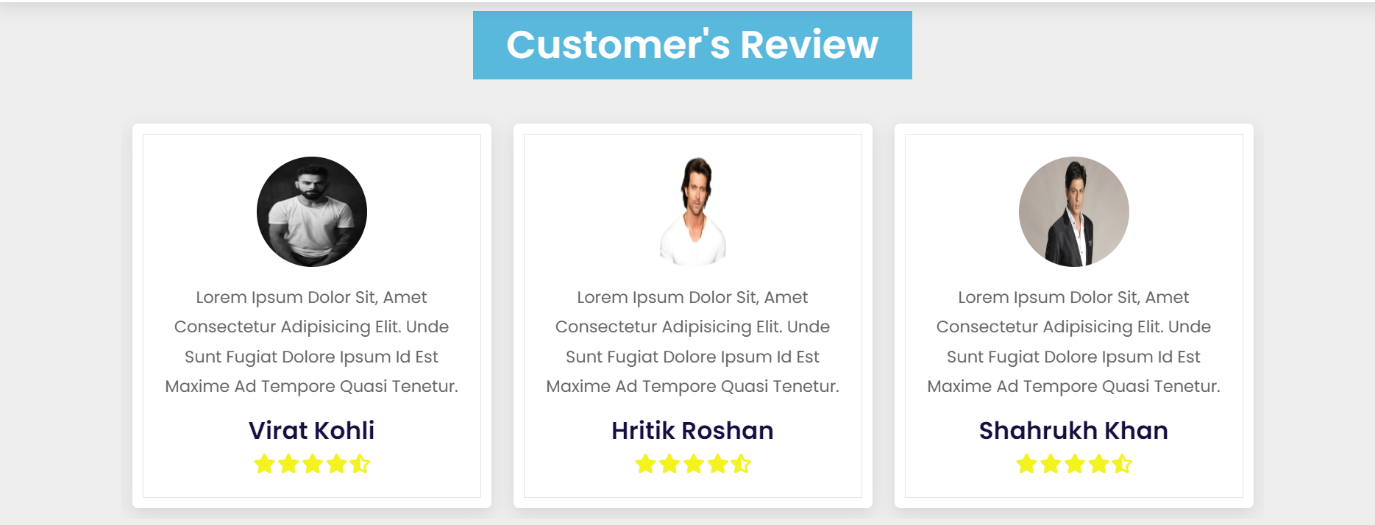 Customer's Review
Lorem Ipsum Dolor Sit, Amet
Consectetur Adipisicing Elit. Unde
Sunt Fugiat Dolore Ipsum Id Est
Maxime Ad Tempore Quasi Tenetur.
Virat Kohli
Lorem Ipsum Dolor Sit, Amet
Consectetur Adipisicing Elit. Unde
Sunt Fugiat Dolore Ipsum Id Est
Maxime Ad Tempore Quasi Tenetur.
Hritik Roshan
Lorem Ipsum Dolor Sit, Amet
Consectetur Adipisicing Elit. Unde
Sunt Fugiat Dolore Ipsum Id Est
Maxime Ad Tempore Quasi Tenetur.
Shahrukh Khan